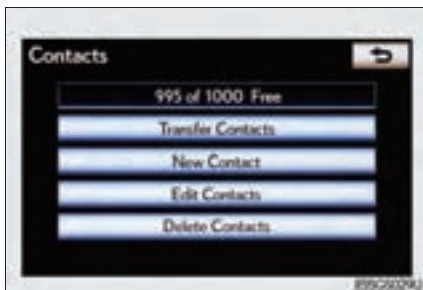 Contacts
995 of 1000 Free
Transfer Contacts
New Contact
Edit Contacts
Delete Contacts